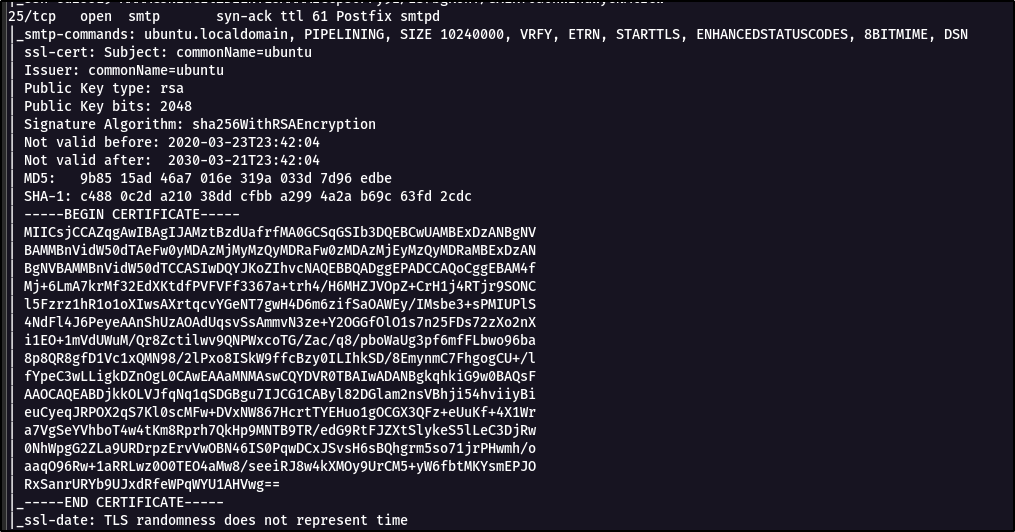 25/tcp   open  smtp        syn-ack ttl 61 Postfix smtpd
|_smtp-commands: ubuntu.localdomain, PIPELINING, SIZE 10240000, VRFY, ETRN, STARTTLS, ENHANCEDSTATUSCODES, 8BITMIME, DSN
| ssl-cert: Subject: commonName=ubuntu
| Issuer: commonName=ubuntu
| Public Key type: rsa
| Public Key bits: 2048
| Signature Algorithm: sha256WithRSAEncryption
| Not valid before: 2020-03-23T23:42:04
| Not valid after:  2030-03-21T23:42:04
| MD5:   9b85 15ad 46a7 016e 319a 033d 7d96 edbe
| SHA-1: c488 0c2d a210 38dd cfbb a299 4a2a b69c 63fd 2cdc
| -----BEGIN CERTIFICATE-----
| MIICsjCCAZqgAwIBAgIJAMztBzdUafrfMA0GCSqGSIb3DQEBCwUAMBExDzANBgNV
| BAMMBnVidW50dTAeFw0yMDAzMjMyMzQyMDRaFw0zMDAzMjEyMzQyMDRaMBExDzAN
| BgNVBAMMBnVidW50dTCCASIwDQYJKoZIhvcNAQEBBQADggEPADCCAQoCggEBAM4f
| Mj+6LmA7krMf32EdXKtdfPVFVFf3367a+trh4/H6MHZJVOpZ+CrH1j4RTjr9SONC
| l5Fzrz1hR1o1oXIwsAXrtqcvYGeNT7gwH4D6m6zifSaOAWEy/IMsbe3+sPMIUPlS
| 4NdFl4J6PeyeAAnShUzAOAdUqsvSsAmmvN3ze+Y2OGGfOlO1s7n25FDs72zXo2nX
| i1EO+1mVdUWuM/Qr8Zctilwv9QNPWxcoTG/Zac/q8/pboWaUg3pf6mfFLbwo96ba
| 8p8QR8gfD1Vc1xQMN98/2lPxo8ISkW9ffcBzy0ILIhkSD/8EmynmC7FhgogCU+/l
| fYpeC3wLLigkDZnOgL0CAwEAAaMNMAswCQYDVR0TBAIwADANBgkqhkiG9w0BAQsF
| AAOCAQEABDjkkOLVJfqNq1qSDGBgu7IJCG1CAByl82DGlam2nsVBhji54hviiyBi
| euCyeqJRPOX2qS7Kl0scMFw+DVxNW867HcrtTYEHuo1gOCGX3QFz+eUuKf+4X1Wr
| a7VgSeYVhboT4w4tKm8Rprh7QkHp9MNTB9TR/edG9RtFJZXtSlykeS5lLeC3DjRw
| 0NhWpgG2ZLa9URDrpzErvVwOBN46IS0PqwDCxJSvsH6sBQhgrm5so71jrPHwmh/o
| aaqO96Rw+1aRRLwz0O0TEO4aMw8/seeiRJ8w4kXMOy9UrCM5+yW6fbtMKYsmEPJO
| RxSanrURYb9UJxdRfeWPqWYU1AHVwg==
|_-----END CERTIFICATE-----
|_ssl-date: TLS randomness does not represent time